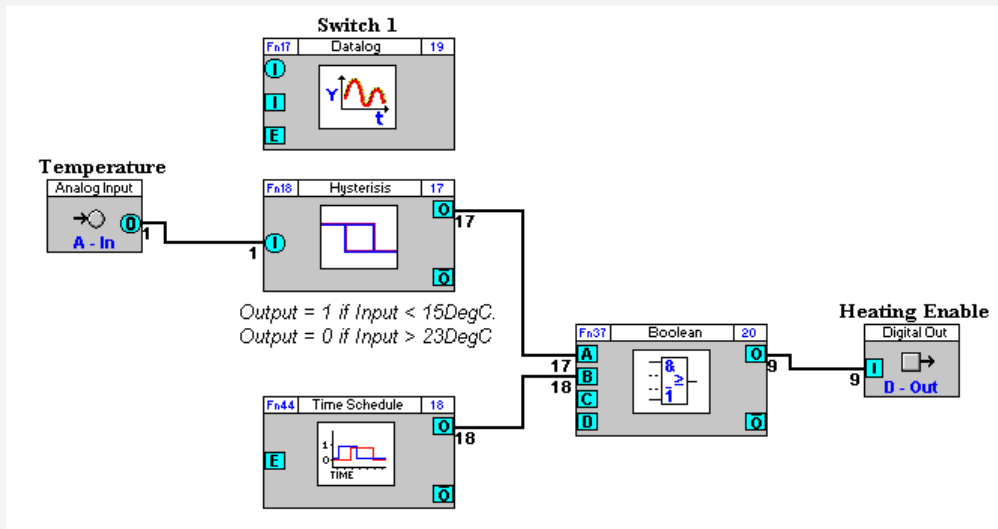 Switch 1
Fn17 Datalog 19
I
Y
I
t
E
Temperature
Analog Input
O
A - In
1
Fn18 Hysterisis 17
O
17
I
1
O
Output = 1 if Input < 15DegC.
Output = 0 if Input > 23DegC
Fn44 Time Schedule 18
O
18
1
0
E
TIME
O
Fn37 Boolean 20
A
O
17
&
9
B
≥
18
C
1
D
O
Heating Enable
Digital Out
I
9
D - Out